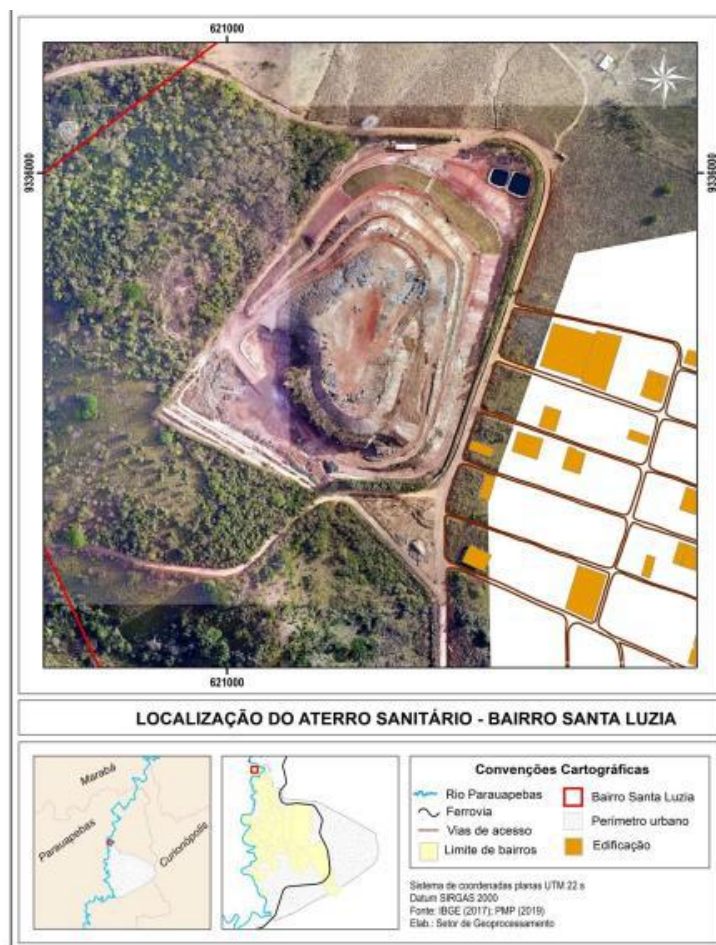 621000
9336000
9336000
621000
LOCALIZAÇÃO DO ATERRO SANITÁRIO - BAIRRO SANTA LUZIA
Marabá
Parauapebas
Curionópolis
Convenções Cartográficas
Rio Parauapebas
Ferrovia
Vias de acesso
Limite de bairros
Bairro Santa Luzia
Perímetro urbano
Edificação
Sistema de coordenadas planas UTM 22 s
Datum SIRGAS 2000
Fonte: IBGE (2017); PMP (2019)
Elab.: Setor de Geoprocessamento